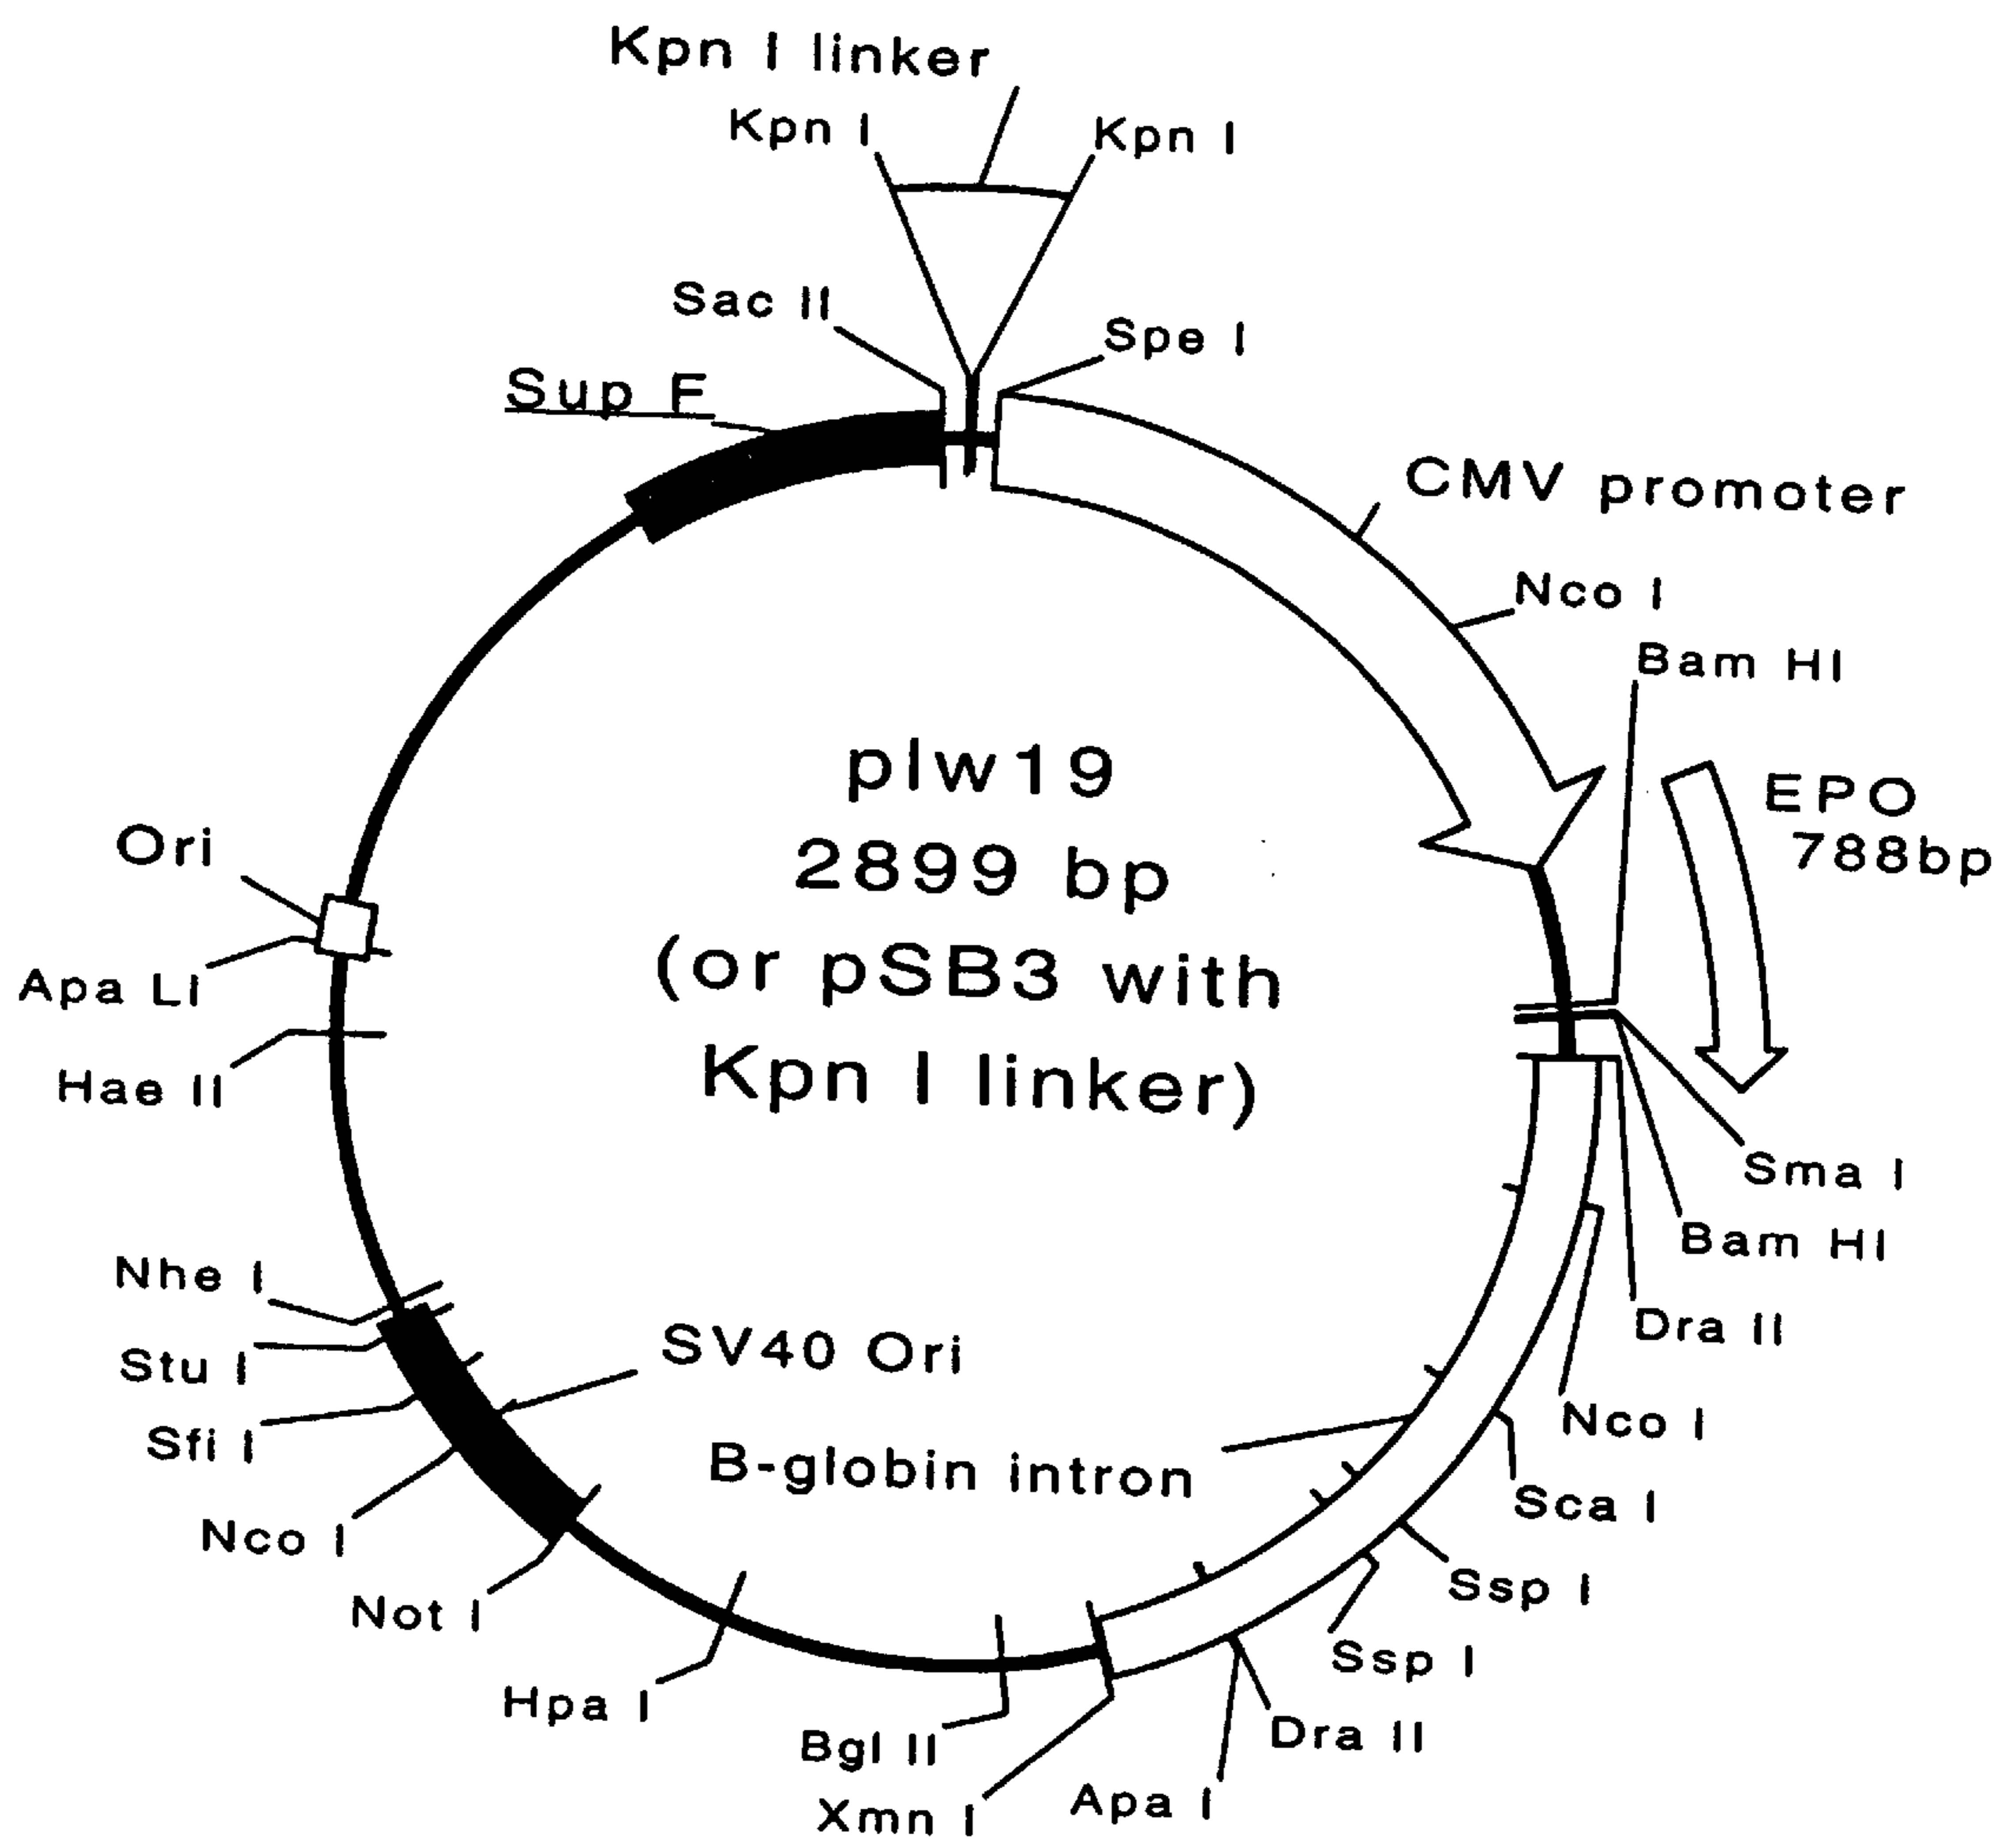 Kpn I linker
Kpn I
Kpn I
Sac II
Spe I
Sup F
CMV promoter
Nco I
Bam HI
EPO
788bp
plw19
2899 bp
(or pSB3 with
Kpn I linker)
Ori
Apa LI
Hae II
Sma I
Bam HI
Dra II
Nco I
Sca I
Ssp I
Ssp I
Dra II
Apa I
Xmn I
Bgl II
Hpa I
Not I
Nco I
Sfi I
Stu I
Nhe I
SV40 Ori
B-globin intron